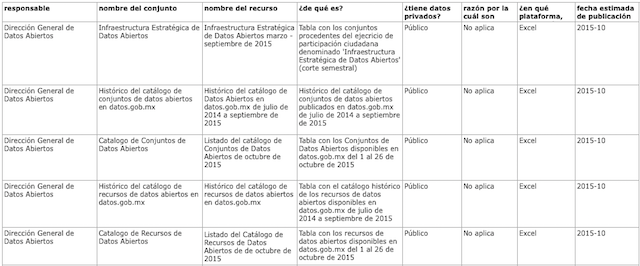 responsable nombre del conjunto nombre del recurso ¿de qué es? ¿tiene datos razón por la ¿en qué fecha estimada
privados? cuál son plataforma, de publicación
Dirección General de Infraestructura Estratégica de Infraestructura Estratégica Tabla con los conjuntos Público No aplica Excel 2015-10
Datos Abiertos Datos Abiertos de Datos Abiertos marzo - procedentes del ejecricio de
septiembre de 2015 participación ciudadana
denominado 'Infraestructura
Estratégica de Datos Abiertos'
(corte semestral)
Dirección General de Histórico del catálogo de Histórico del catálogo de Histórico del catálogo de Público No aplica Excel 2015-10
Datos Abiertos conjuntos de datos abiertos Datos Abiertos en conjuntos de datos abiertos
en datos.gob.mx datos.gob.mx de julio de publicados en datos.gob.mx
2014 a septiembre de de julio de 2014 a septiembre
2015 de 2015
Dirección General de Catalogo de Conjuntos de Listado del catálogo de Tabla con los Conjuntos de Público No aplica Excel 2015-10
Datos Abiertos Datos Abiertos Conjuntos de Datos Datos Abiertos disponibles en
Abiertos de octubre de datos.gob.mx del 1 al 26 de
2015 octubre de 2015
Dirección General de Histórico del catálogo de Histórico del catálogo de Tabla con el catálogo histórico Público No aplica Excel 2015-10
Datos Abiertos recursos de datos abiertos en recursos de datos abiertos de los recursos de datos
datos.gob.mx en datos.gob.mx abiertos disponibles en
datos.gob.mx de julio de
2014 a septiembre de 2015
Dirección General de Catalogo de Recursos de Listado del Catálogo de Tabla con los recursos de Público No aplica Excel 2015-10
Datos Abiertos Datos Abiertos Recursos de Datos datos abiertos disponibles en
Abiertos de de octubre de datos.gob.mx del 1 al 26 de
2015 octubre de 2015